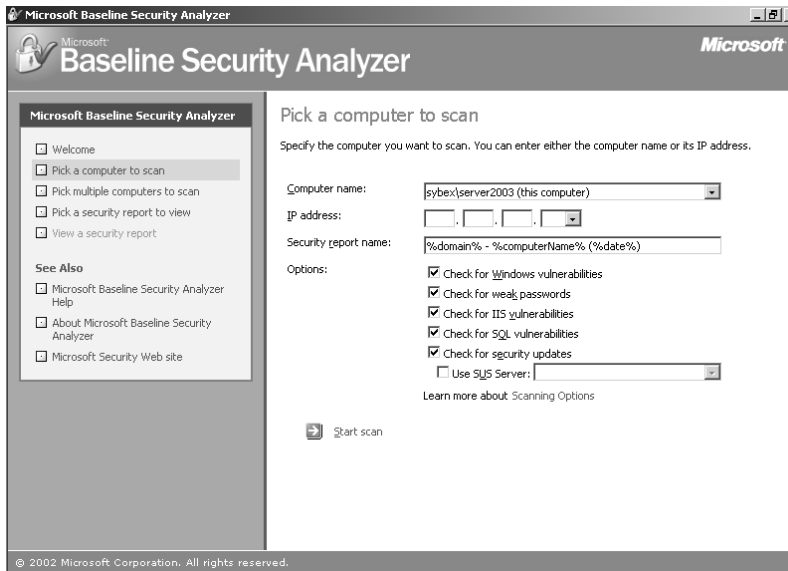 Microsoft Baseline Security Analyzer
Microsoft
Baseline Security Analyzer
Microsoft
Microsoft Baseline Security Analyzer
Welcome
Pick a computer to scan
Pick multiple computers to scan
Pick a security report to view
View a security report
See Also
Microsoft Baseline Security Analyzer
Help
About Microsoft Baseline Security
Analyzer
Microsoft Security Web site
Pick a computer to scan
Specify the computer you want to scan. You can enter either the computer name or its IP address.
Computer name: sybex\server2003 (this computer)
IP address: . . .
Security report name: %domain% - %computerName% (%date%)
Options: Check for Windows vulnerabilities
Check for weak passwords
Check for IIS vulnerabilities
Check for SQL vulnerabilities
Check for security updates
Use SUS Server:
Learn more about Scanning Options
Start scan
© 2002 Microsoft Corporation. All rights reserved.